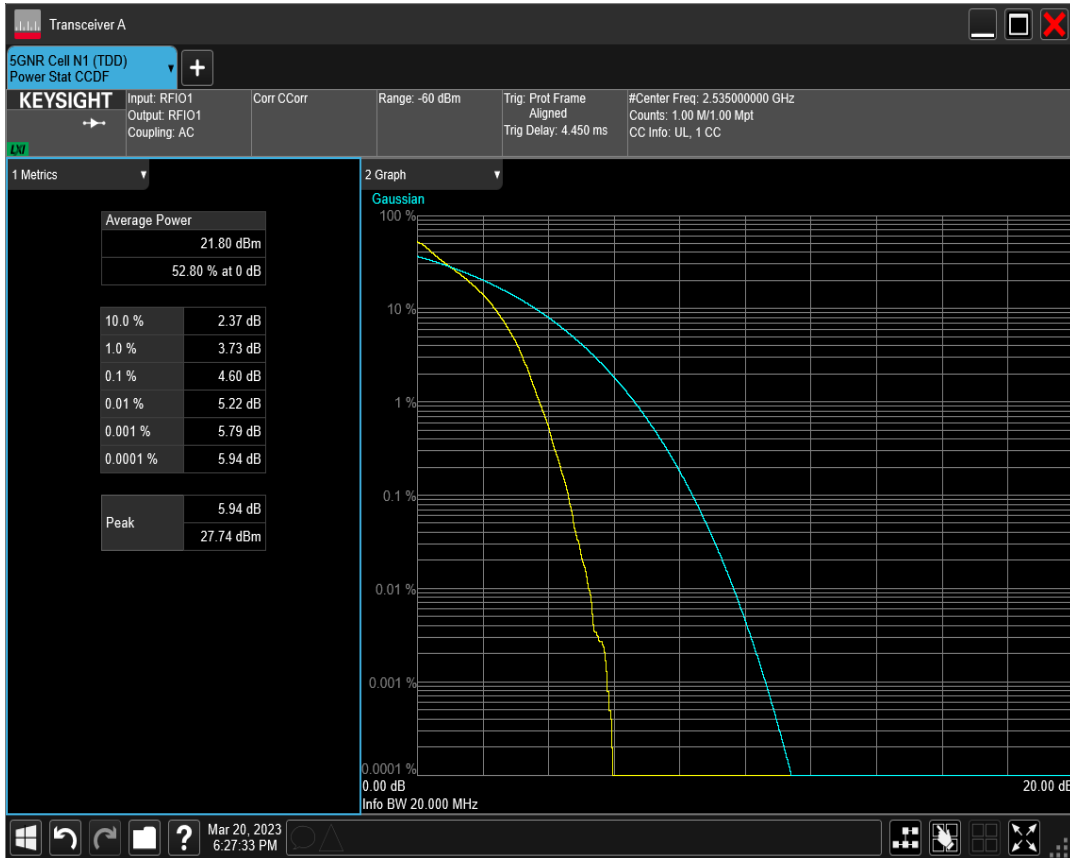 Transceiver A
5GNR Cell N1 (TDD)
Power Stat CCDF
+
KEYSIGHT
LXI
Input: RFIO1
Output: RFIO1
Coupling: AC
Corr CCorr
Range: -60 dBm
Trig: Prot Frame
Aligned
Trig Delay: 4.450 ms
#Center Freq: 2.535000000 GHz
Counts: 1.00 M/1.00 Mpt
CC Info: UL, 1 CC
1 Metrics
Average Power
21.80 dBm
52.80 % at 0 dB
10.0 % 2.37 dB
1.0 % 3.73 dB
0.1 % 4.60 dB
0.01 % 5.22 dB
0.001 % 5.79 dB
0.0001 % 5.94 dB
Peak 5.94 dB
27.74 dBm
2 Graph
Gaussian
100 %
10 %
1 %
0.1 %
0.01 %
0.001 %
0.0001 %
0.00 dB 20.00 dB
Info BW 20.000 MHz
? Mar 20, 2023
6:27:33 PM